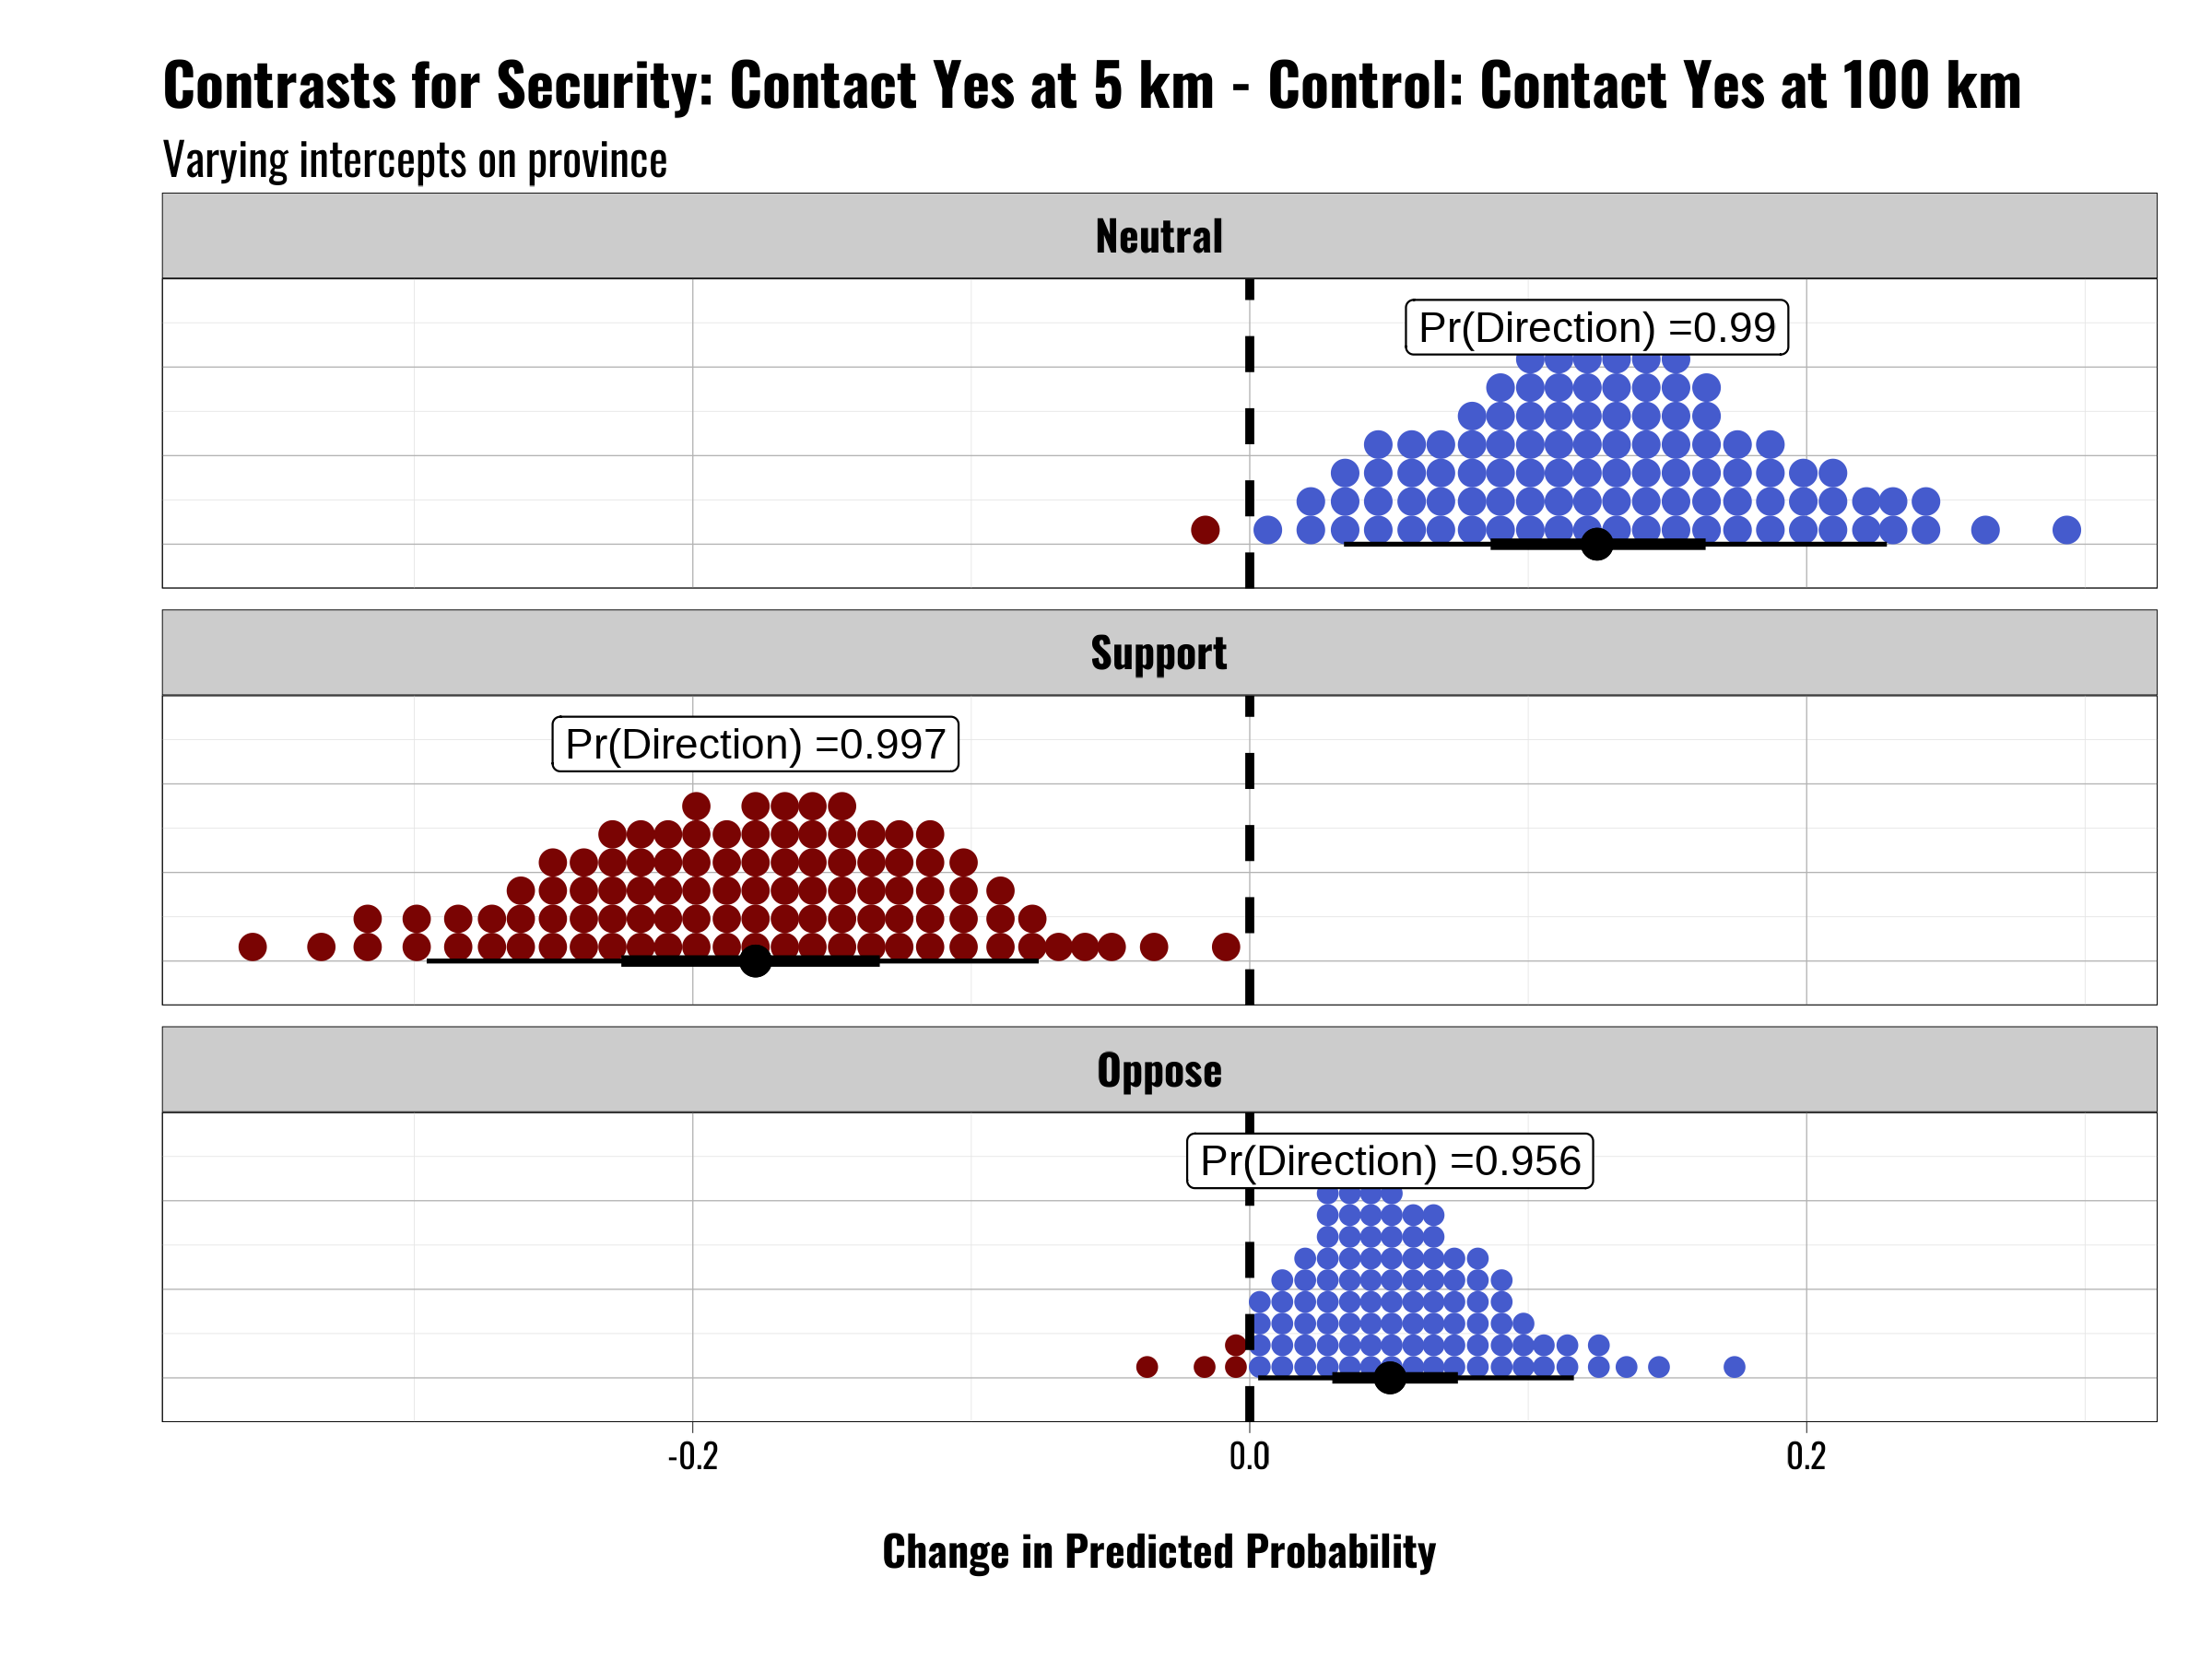 Contrasts for Security: Contact Yes at 5 km - Control: Contact Yes at 100 km
Varying intercepts on province
Neutral
Pr(Direction) =0.99
Support
Pr(Direction) =0.997
Oppose
Pr(Direction) =0.956
-0.2 0.0 0.2
Change in Predicted Probability